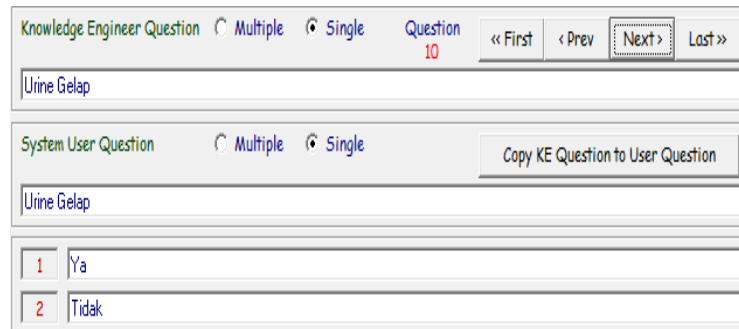 Knowledge Engineer Question Multiple Single Question 10 << First < Prev Next > Last >>
Urine Gelap
System User Question Multiple Single Copy KE Question to User Question
Urine Gelap
1 Ya
2 Tidak